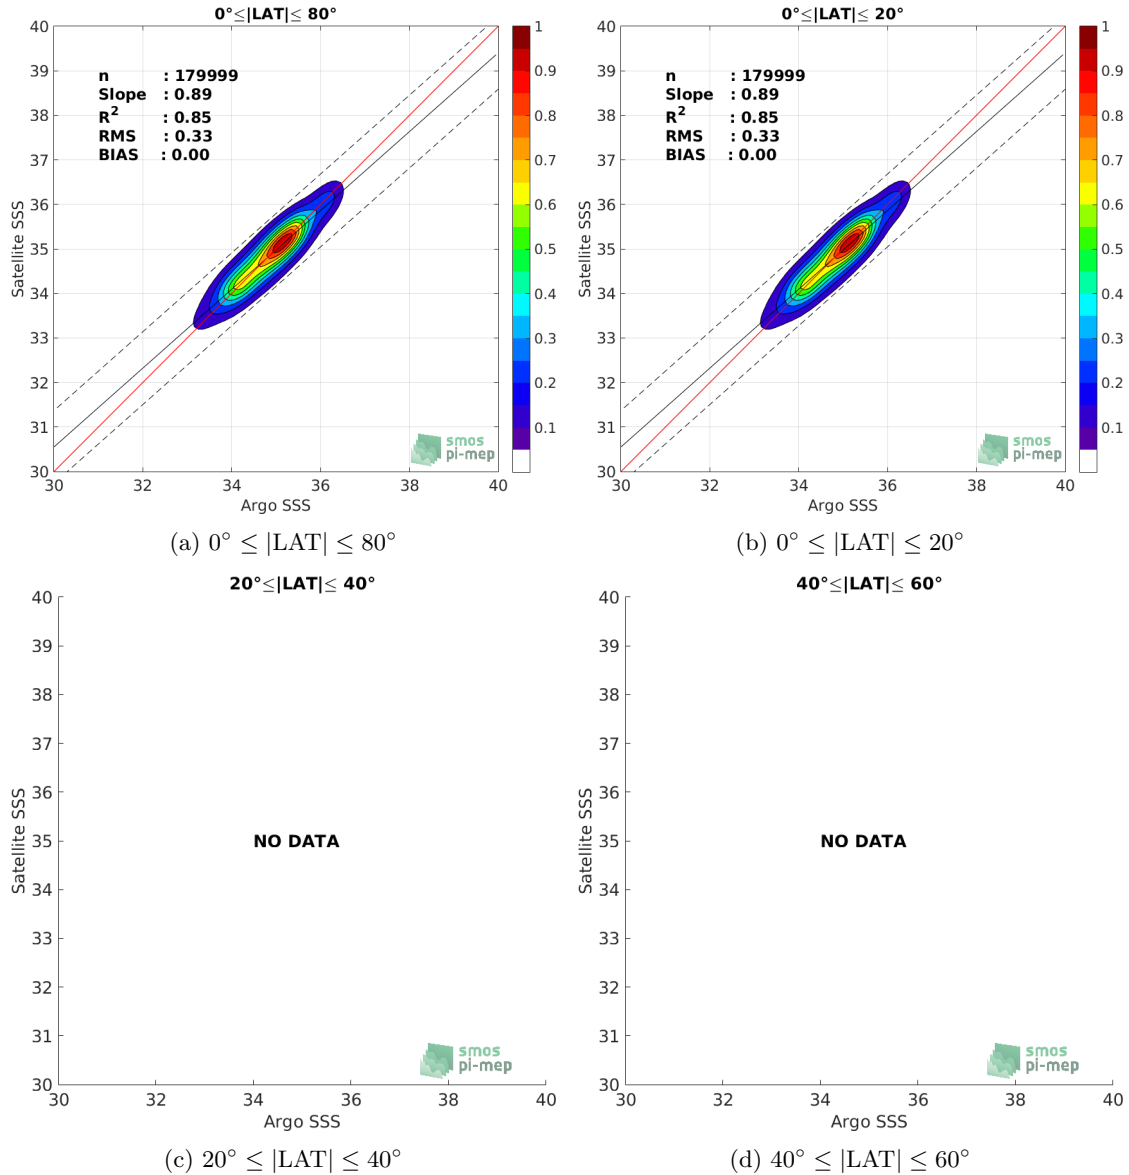 0°≤|LAT|≤ 80°
40
39
38
37
36
35
34
33
32
31
30
n : 179999
Slope : 0.89
R² : 0.85
RMS : 0.33
BIAS : 0.00
1
0.9
0.8
0.7
0.6
0.5
0.4
0.3
0.2
0.1
Satellite SSS
smos
pi-mep
30 32 34 36 38 40
Argo SSS
(a) 0° ≤ |LAT| ≤ 80°
0°≤|LAT|≤ 20°
40
39
38
37
36
35
34
33
32
31
30
n : 179999
Slope : 0.89
R² : 0.85
RMS : 0.33
BIAS : 0.00
1
0.9
0.8
0.7
0.6
0.5
0.4
0.3
0.2
0.1
Satellite SSS
smos
pi-mep
30 32 34 36 38 40
Argo SSS
(b) 0° ≤ |LAT| ≤ 20°
20°≤|LAT|≤ 40°
40
39
38
37
36
35
34
33
32
31
30
Satellite SSS
NO DATA
smos
pi-mep
30 32 34 36 38 40
Argo SSS
(c) 20° ≤ |LAT| ≤ 40°
40°≤|LAT|≤ 60°
40
39
38
37
36
35
34
33
32
31
30
Satellite SSS
NO DATA
smos
pi-mep
30 32 34 36 38 40
Argo SSS
(d) 40° ≤ |LAT| ≤ 60°